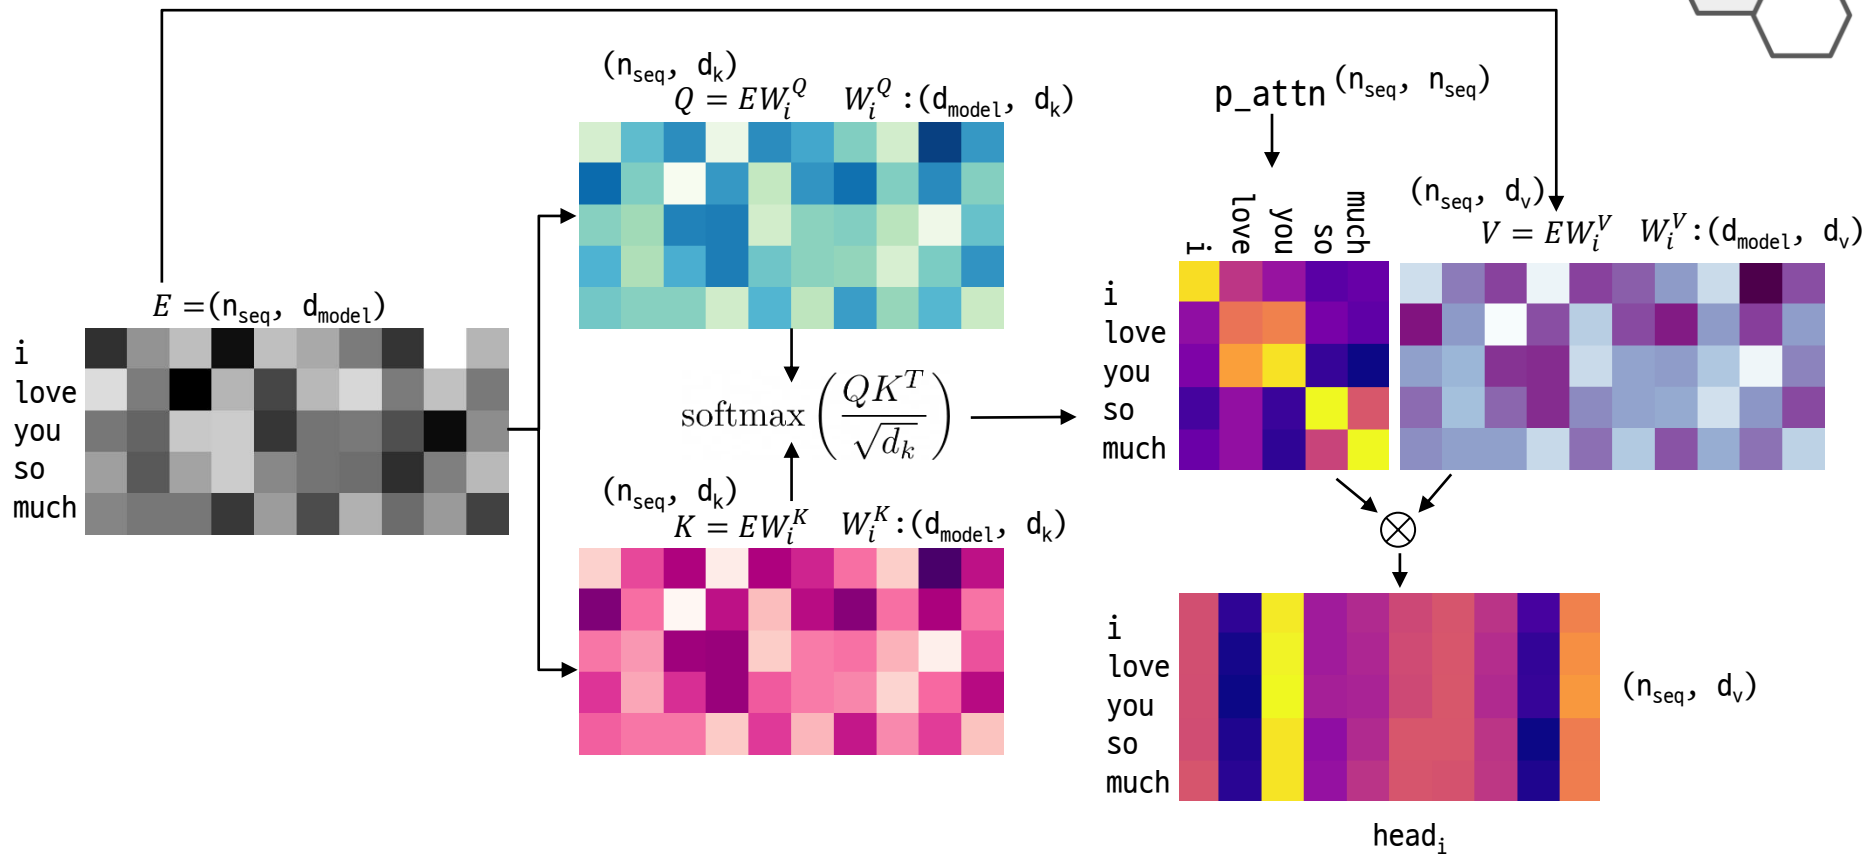 E =(n_seq, d_model)
i
love
you
so
much
(n_seq, d_k)
Q = EW_i^Q W_i^Q:(d_model, d_k)
softmax(QK^T/√d_k)
(n_seq, d_k)
K = EW_i^K W_i^K:(d_model, d_k)
p_attn(n_seq, n_seq)
i love you so much
i
love
you
so
much
(n_seq, d_v)
V = EW_i^V W_i^V:(d_model, d_v)
i
love
you
so
much
(n_seq, d_v)
head_i